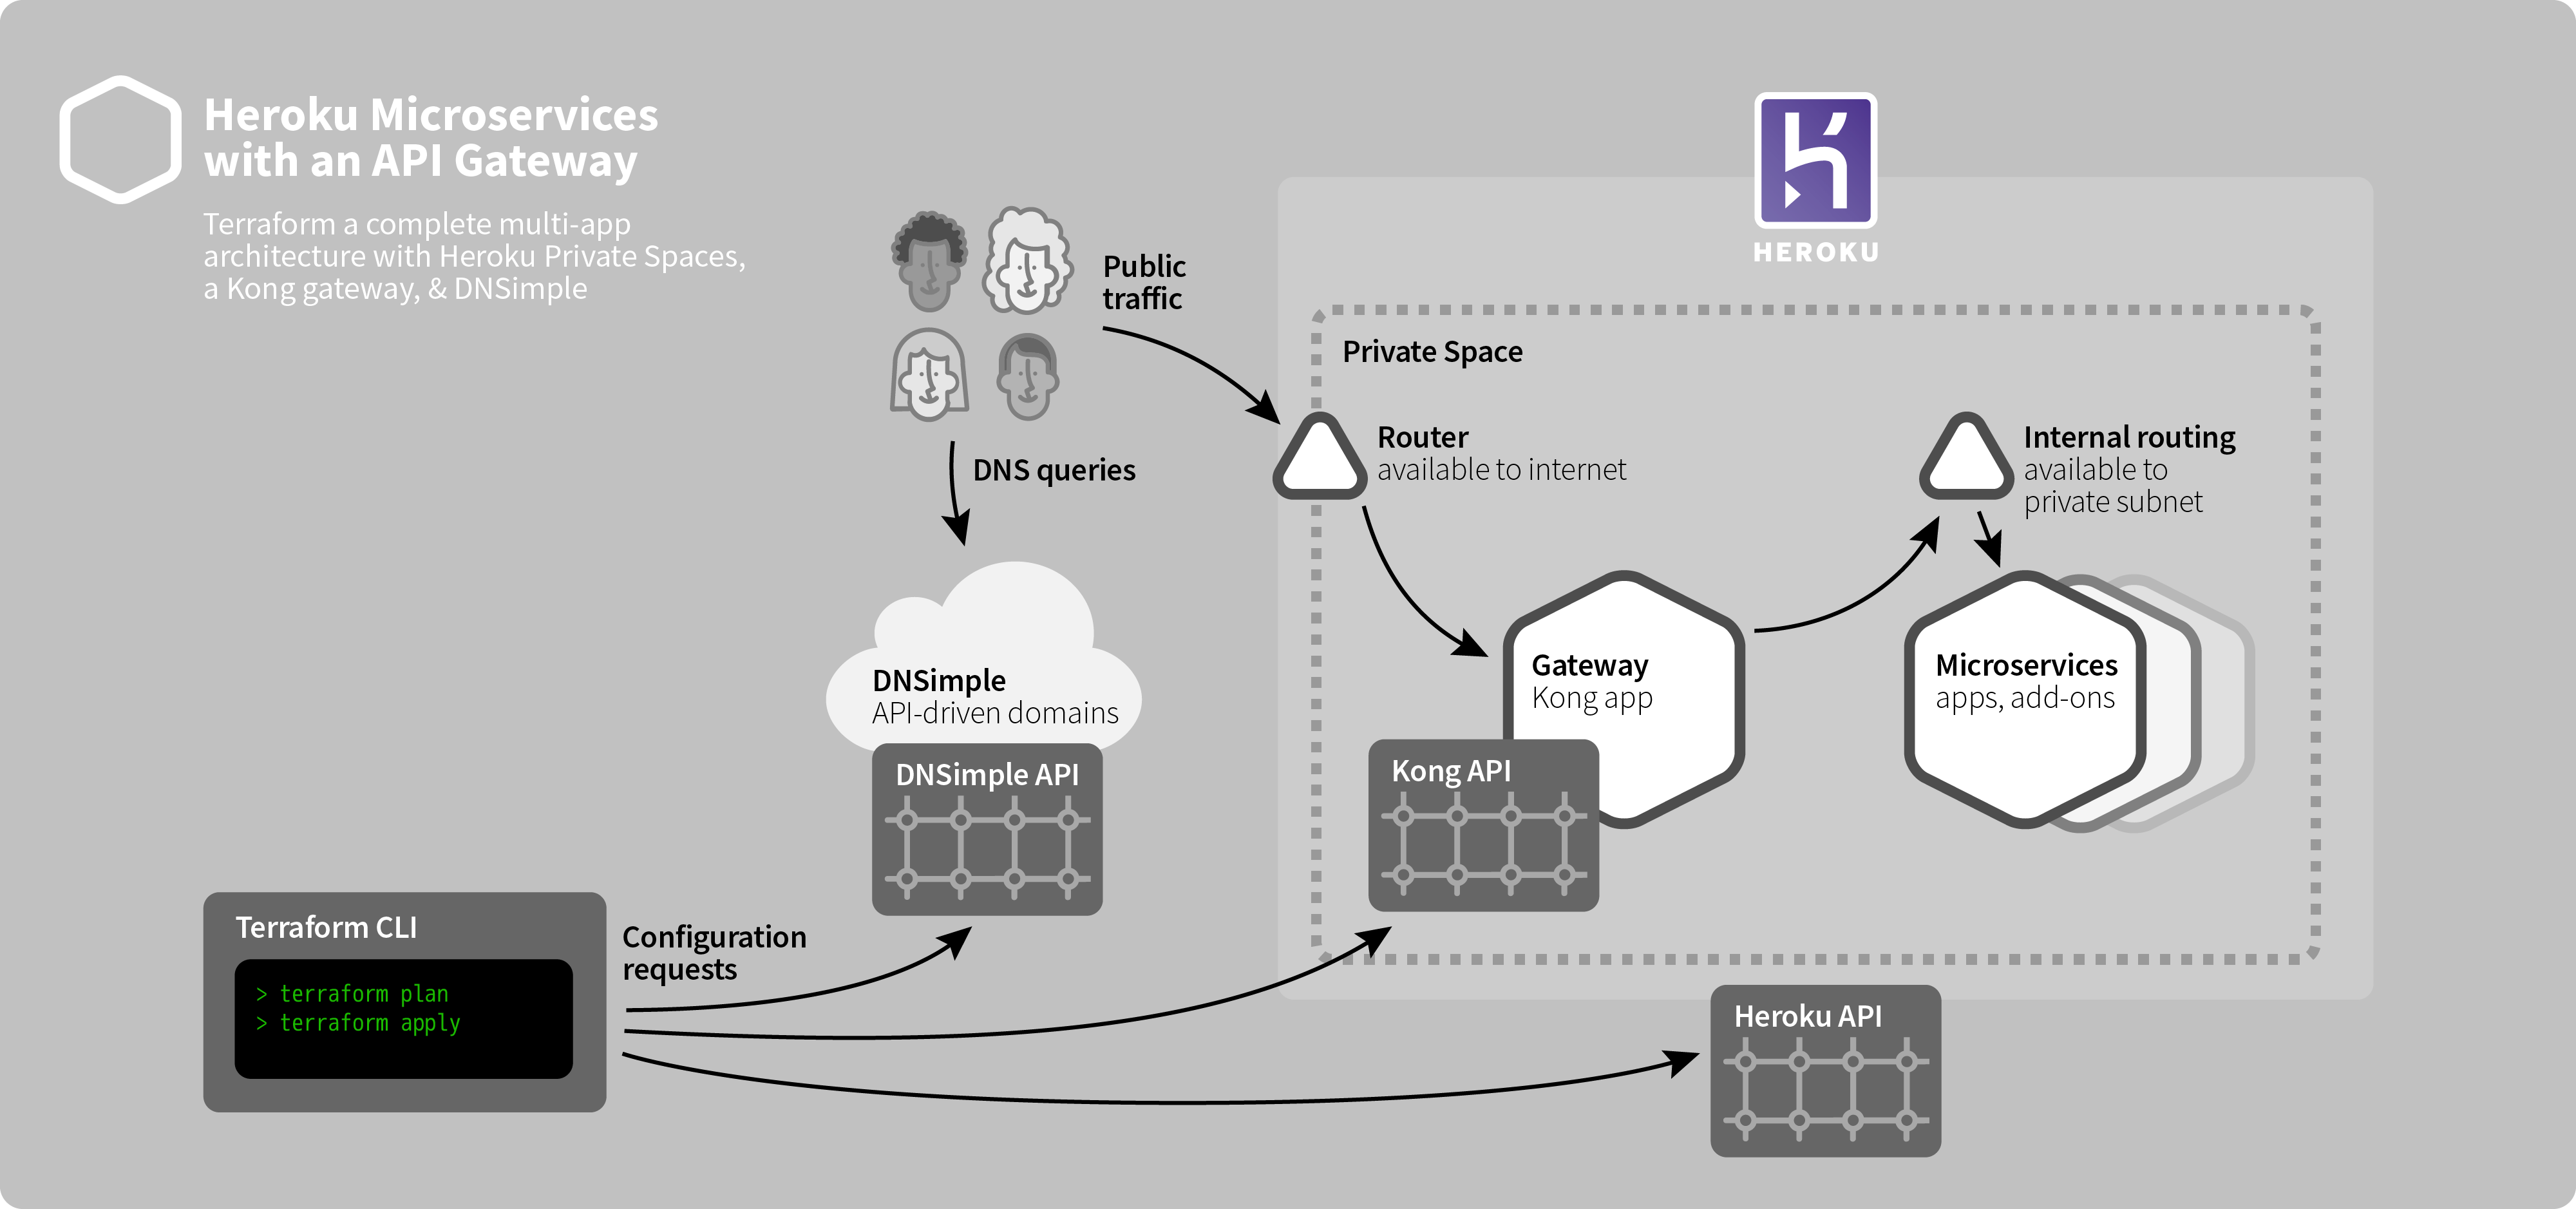 Heroku Microservices
with an API Gateway
Terraform a complete multi-app
architecture with Heroku Private Spaces,
a Kong gateway, & DNSimple
HEROKU
Public
traffic
Private Space
DNS queries
Router
available to internet
Internal routing
available to
private subnet
DNSimple
API-driven domains
DNSimple API
Gateway
Kong app
Kong API
Microservices
apps, add-ons
Terraform CLI
> terraform plan
> terraform apply
Configuration
requests
Heroku API